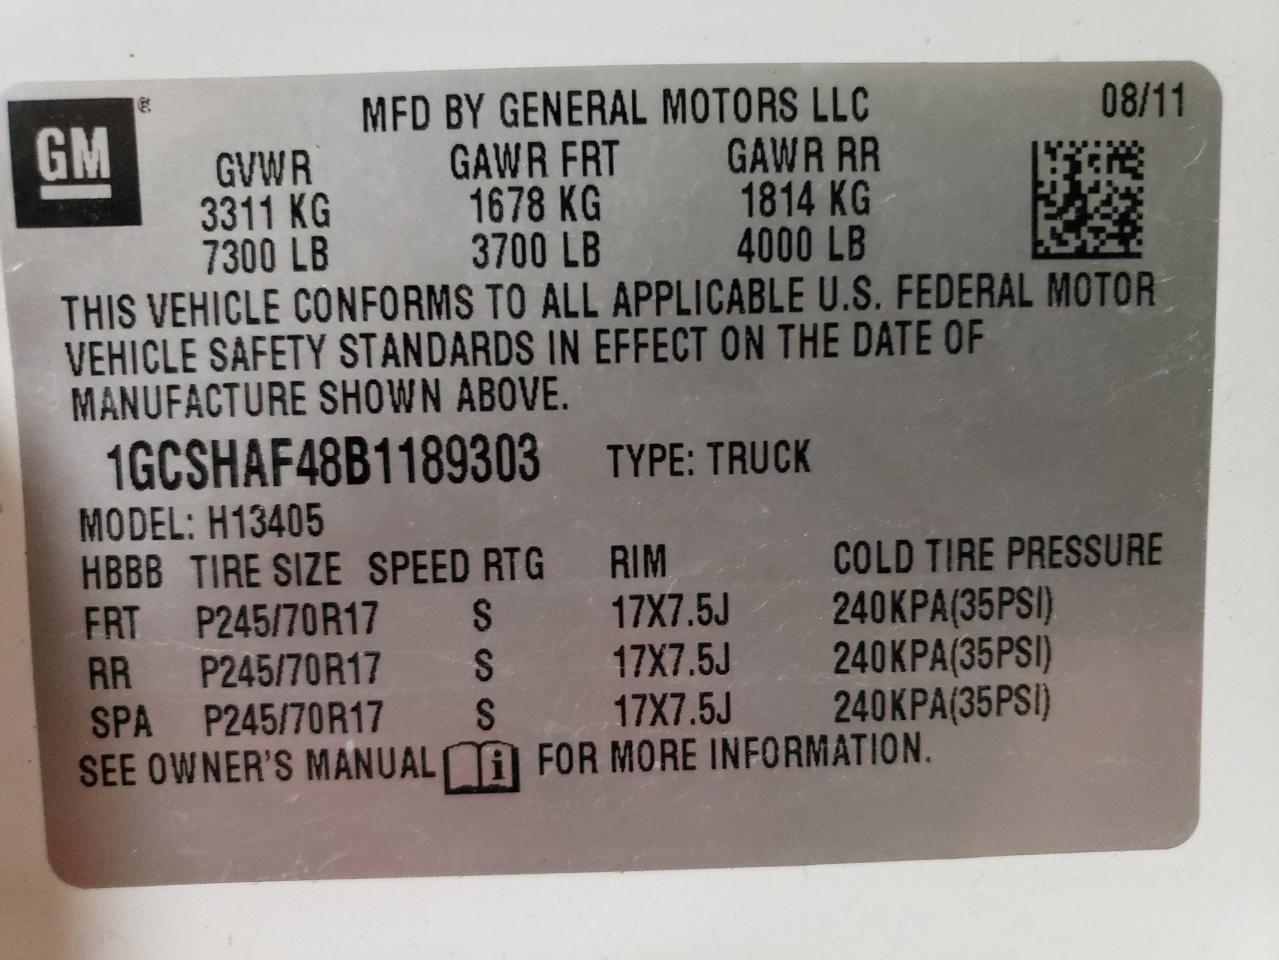 GM ® MFD BY GENERAL MOTORS LLC 08/11
GVWR GAWR FRT GAWR RR
3311 KG 1678 KG 1814 KG
7300 LB 3700 LB 4000 LB
THIS VEHICLE CONFORMS TO ALL APPLICABLE U.S. FEDERAL MOTOR
VEHICLE SAFETY STANDARDS IN EFFECT ON THE DATE OF
MANUFACTURE SHOWN ABOVE.
1GCSHAF48B1189303 TYPE: TRUCK
MODEL: H13405
HBBB TIRE SIZE SPEED RTG RIM COLD TIRE PRESSURE
FRT P245/70R17 S 17X7.5J 240KPA(35PSI)
RR P245/70R17 S 17X7.5J 240KPA(35PSI)
SPA P245/70R17 S 17X7.5J 240KPA(35PSI)
SEE OWNER'S MANUAL i FOR MORE INFORMATION.